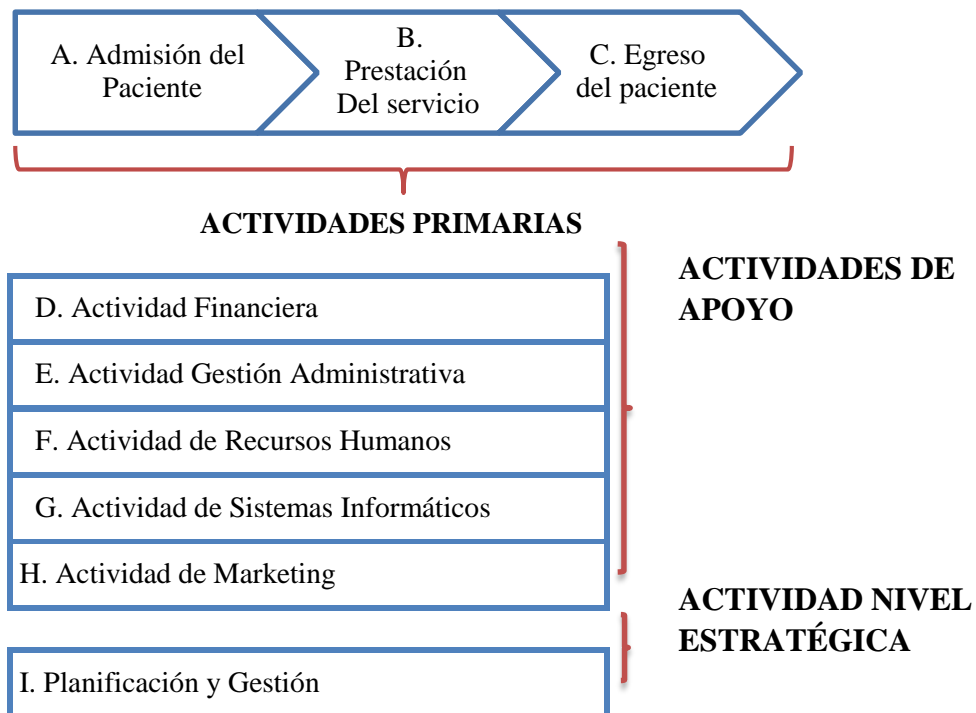 A. Admisión del
Paciente
B.
Prestación
Del servicio
C. Egreso
del paciente
ACTIVIDADES PRIMARIAS
ACTIVIDADES DE
APOYO
D. Actividad Financiera
E. Actividad Gestión Administrativa
F. Actividad de Recursos Humanos
G. Actividad de Sistemas Informáticos
H. Actividad de Marketing
ACTIVIDAD NIVEL
ESTRATÉGICA
I. Planificación y Gestión